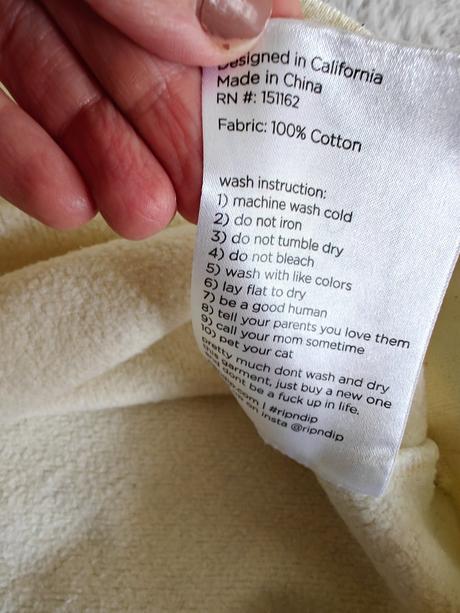 Designed in California
Made in China
RN #: 151162
Fabric: 100% Cotton
wash instruction:
1) machine wash cold
2) do not iron
3) do not tumble dry
4) do not bleach
5) wash with like colors
6) lay flat to dry
7) be a good human
8) tell your parents you love them
9) call your mom sometime
10) pet your cat
pretty much dont wash and dry
this garment, just buy a new one
and dont be a fuck up in life.
.com | #ripndip
on insta @ripndip